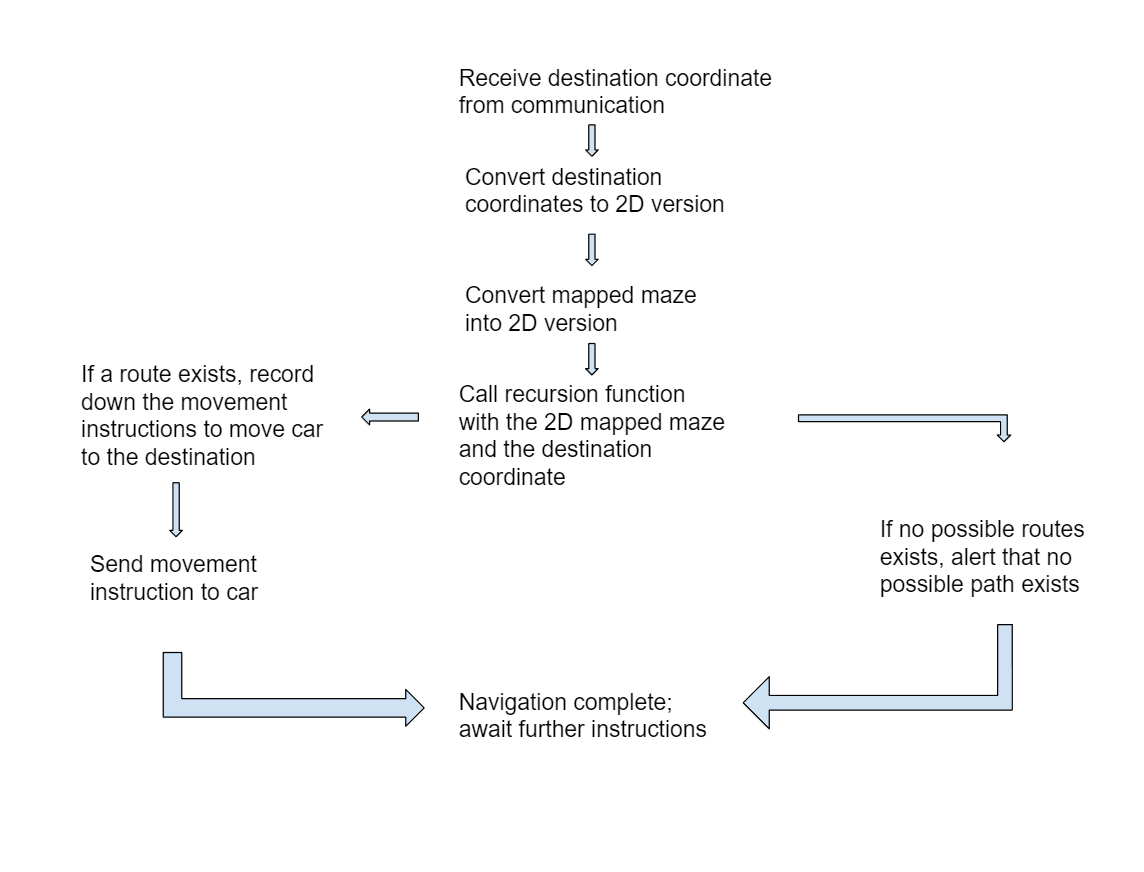 Receive destination coordinate
from communication
Convert destination
coordinates to 2D version
Convert mapped maze
into 2D version
Call recursion function
with the 2D mapped maze
and the destination
coordinate
If a route exists, record
down the movement
instructions to move car
to the destination
Send movement
instruction to car
If no possible routes
exists, alert that no
possible path exists
Navigation complete;
await further instructions